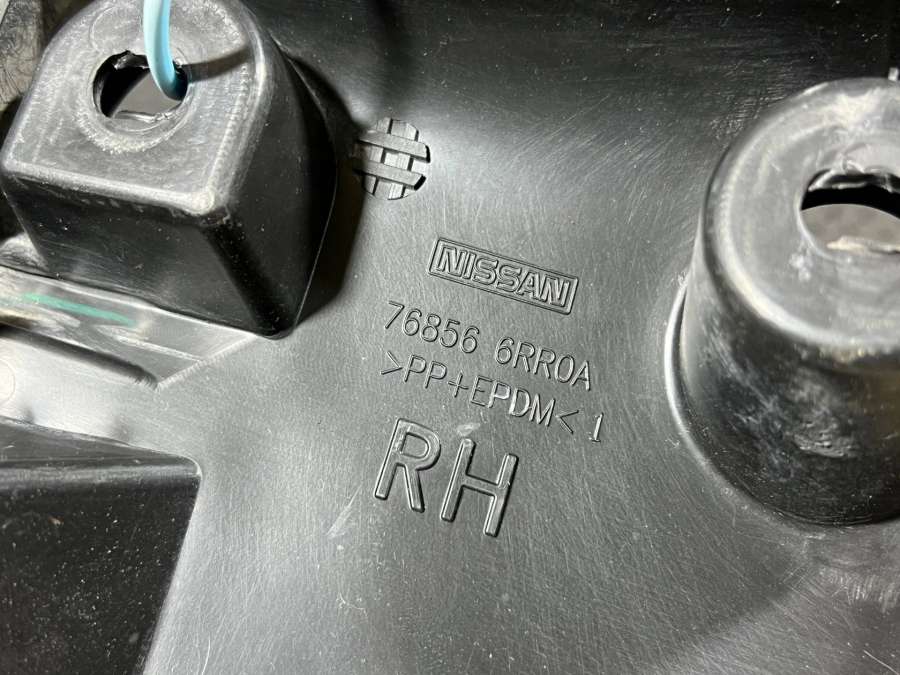 NISSAN
76856 6RR0A
>PP+EPDM< 1
RH